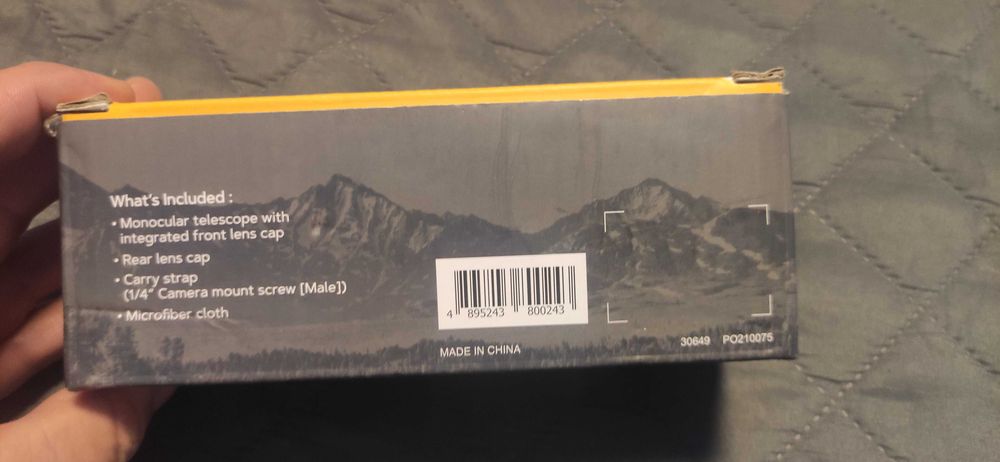 What's Included :
• Monocular telescope with
integrated front lens cap
• Rear lens cap
• Carry strap
(1/4" Camera mount screw [Male])
• Microfiber cloth
4 895243 800243
MADE IN CHINA
30649 PO210075